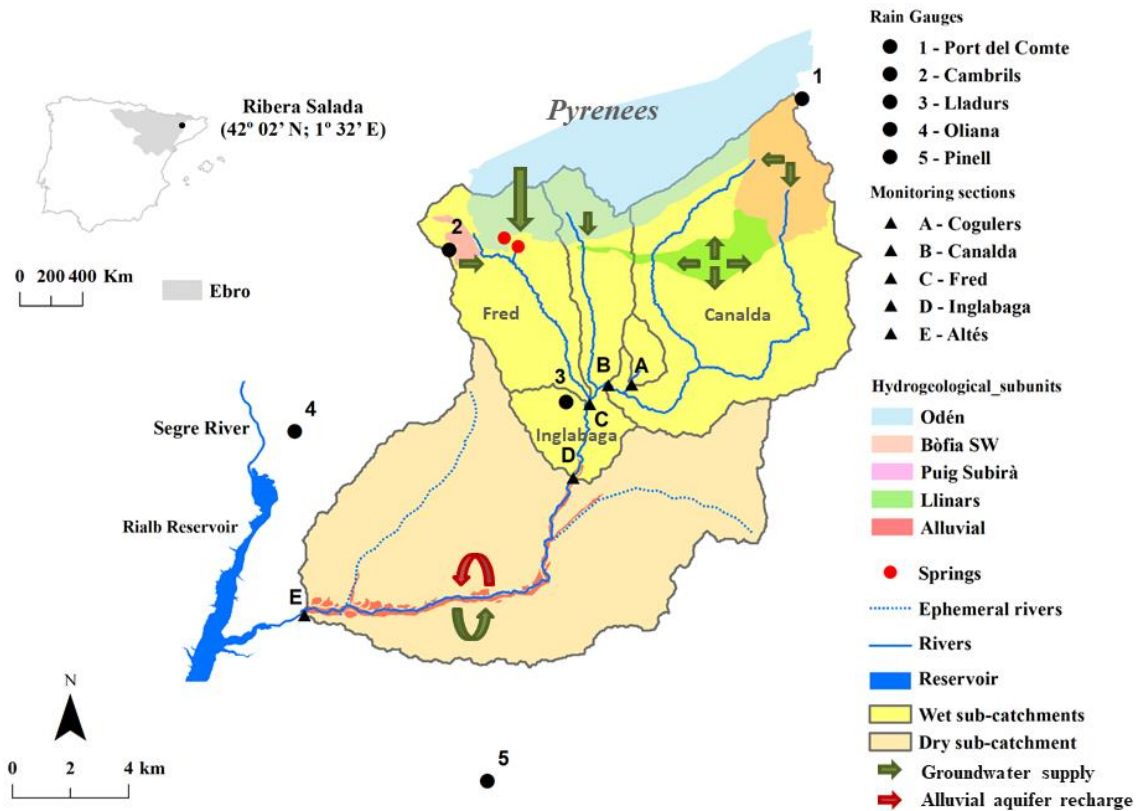 Rain Gauges
1 - Port del Comte
2 - Cambrils
3 - Lladurs
4 - Oliana
5 - Pinell
Monitoring sections
A - Cogulers
B - Canalda
C - Fred
D - Inglabaga
E - Altés
Hydrogeological_subunits
Odén
Bòfia SW
Puig Subirà
Llinars
Alluvial
Springs
Ephemeral rivers
Rivers
Reservoir
Wet sub-catchments
Dry sub-catchment
Groundwater supply
Alluvial aquifer recharge
Ribera Salada
(42º 02' N; 1º 32' E)
0 200 400 Km
Ebro
Pyrenees
1
2
Fred
Canalda
B
A
3
C
Inglabaga
D
4
Segre River
Rialb Reservoir
E
N
0 2 4 km
5